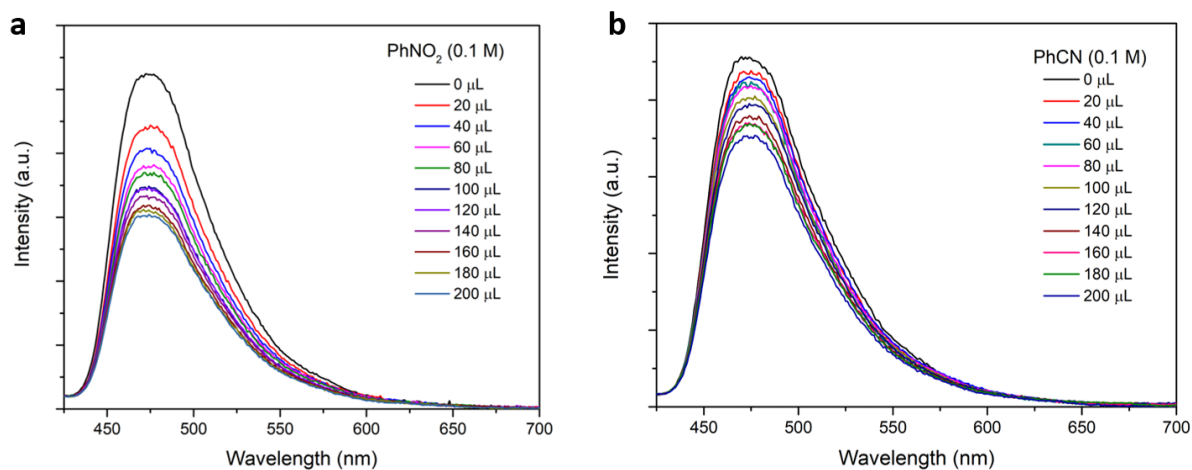 a
PhNO2 (0.1 M)
0 µL
20 µL
40 µL
60 µL
80 µL
100 µL
120 µL
140 µL
160 µL
180 µL
200 µL
Intensity (a.u.)
450 500 550 600 650 700
Wavelength (nm)
b
PhCN (0.1 M)
0 µL
20 µL
40 µL
60 µL
80 µL
100 µL
120 µL
140 µL
160 µL
180 µL
200 µL
Intensity (a.u.)
450 500 550 600 650 700
Wavelength (nm)